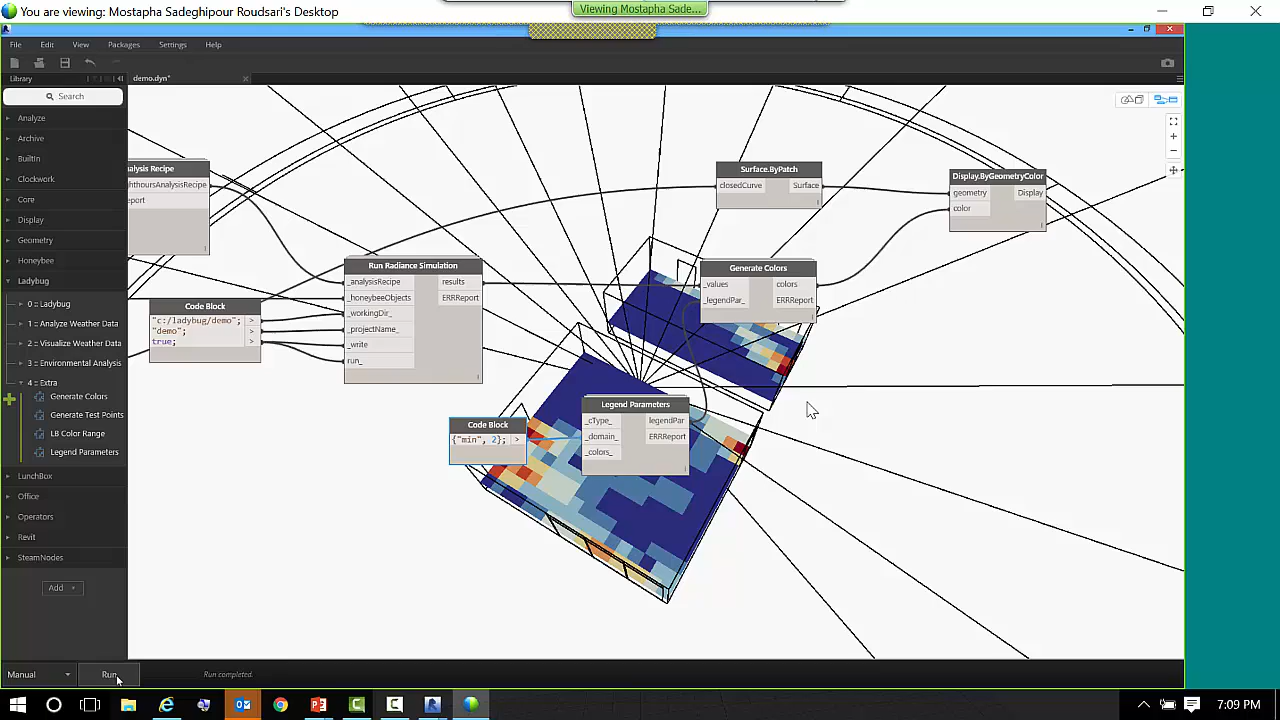 You are viewing: Mostapha Sadeghipour Roudsari's Desktop
Viewing Mostapha Sade...
File Edit View Packages Settings Help
Library
demo.dyn*
Search
Analyze
Archive
BuiltIn
Clockwork
Core
Display
Geometry
Honeybee
Ladybug
0 :: Ladybug
1 :: Analyze Weather Data
2 :: Visualize Weather Data
3 :: Environmental Analysis
4 :: Extra
Generate Colors
Generate Test Points
LB Color Range
Legend Parameters
LunchBox
Office
Operators
Revit
SteamNodes
Add
alysis Recipe
ghthoursAnalysisRecipe
port
Code Block
"c:/ladybug/demo"; >
"demo"; >
true; >
Run Radiance Simulation
_analysisRecipe results
_honeybeeObjects ERRReport
_workingDir_
_projectName_
_write
run_
Surface.ByPatch
closedCurve Surface
Display.ByGeometryColor
geometry Display
color
Generate Colors
_values colors
_legendPar_ ERRReport
Code Block
{"min", 2}; >
Legend Parameters
_cType_ legendPar
_domain_ ERRReport
_colors_
Manual Run Run completed.
7:09 PM